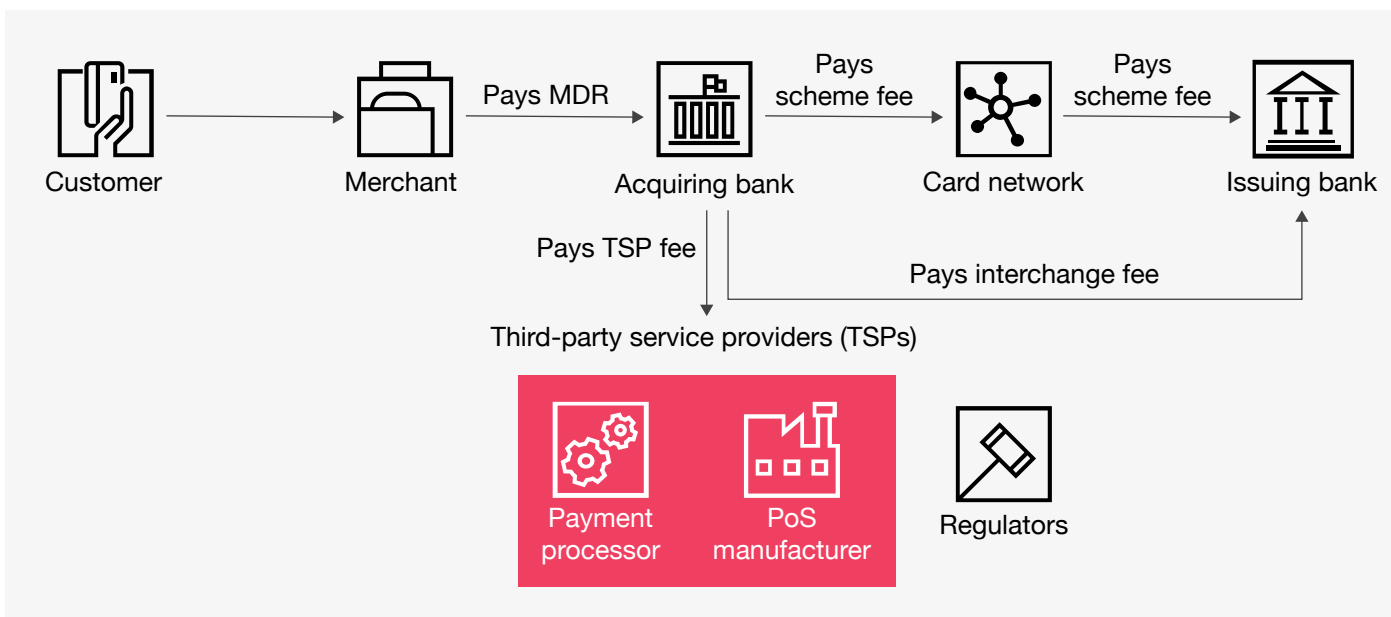 Pays MDR
Pays
scheme fee
Pays
scheme fee
Customer
Merchant
Acquiring bank
Card network
Issuing bank
Pays TSP fee
Pays interchange fee
Third-party service providers (TSPs)
Payment
processor
PoS
manufacturer
Regulators